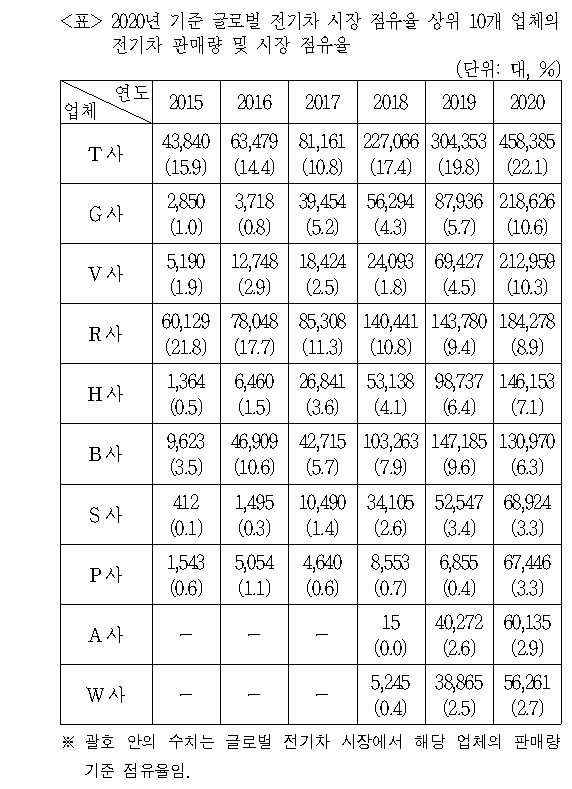 <표> 2020년 기준 글로벌 전기차 시장 점유율 상위 10개 업체의
전기차 판매량 및 시장 점유율
(단위: 대, %)
연도
업체 2015 2016 2017 2018 2019 2020
T사 43,840 63,479 81,161 227,066 304,353 458,385
(15.9) (14.4) (10.8) (17.4) (19.8) (22.1)
G사 2,850 3,718 39,454 56,294 87,936 218,626
(1.0) (0.8) (5.2) (4.3) (5.7) (10.6)
V사 5,190 12,748 18,424 24,093 69,427 212,959
(1.9) (2.9) (2.5) (1.8) (4.5) (10.3)
R사 60,129 78,048 85,308 140,441 143,780 184,278
(21.8) (17.7) (11.3) (10.8) (9.4) (8.9)
H사 1,364 6,460 26,841 53,138 98,737 146,153
(0.5) (1.5) (3.6) (4.1) (6.4) (7.1)
B사 9,623 46,909 42,715 103,263 147,185 130,970
(3.5) (10.6) (5.7) (7.9) (9.6) (6.3)
S사 412 1,495 10,490 34,105 52,547 68,924
(0.1) (0.3) (1.4) (2.6) (3.4) (3.3)
P사 1,543 5,054 4,640 8,553 6,855 67,446
(0.6) (1.1) (0.6) (0.7) (0.4) (3.3)
A사 － － － 15 40,272 60,135
(0.0) (2.6) (2.9)
W사 － － － 5,245 38,865 56,261
(0.4) (2.5) (2.7)
※ 괄호 안의 수치는 글로벌 전기차 시장에서 해당 업체의 판매량
기준 점유율임.